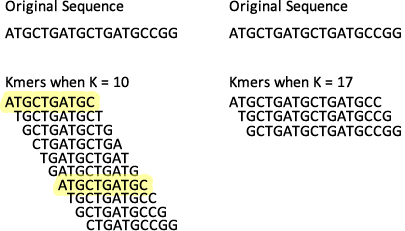 Original Sequence
ATGCTGATGCTGATGCCGG
Kmers when K = 10
ATGCTGATGC
TGCTGATGCT
GCTGATGCTG
CTGATGCTGA
TGATGCTGAT
GATGCTGATG
ATGCTGATGC
TGCTGATGCC
GCTGATGCCG
CTGATGCCGG
Original Sequence
ATGCTGATGCTGATGCCGG
Kmers when K = 17
ATGCTGATGCTGATGCC
TGCTGATGCTGATGCCG
GCTGATGCTGATGCCGG